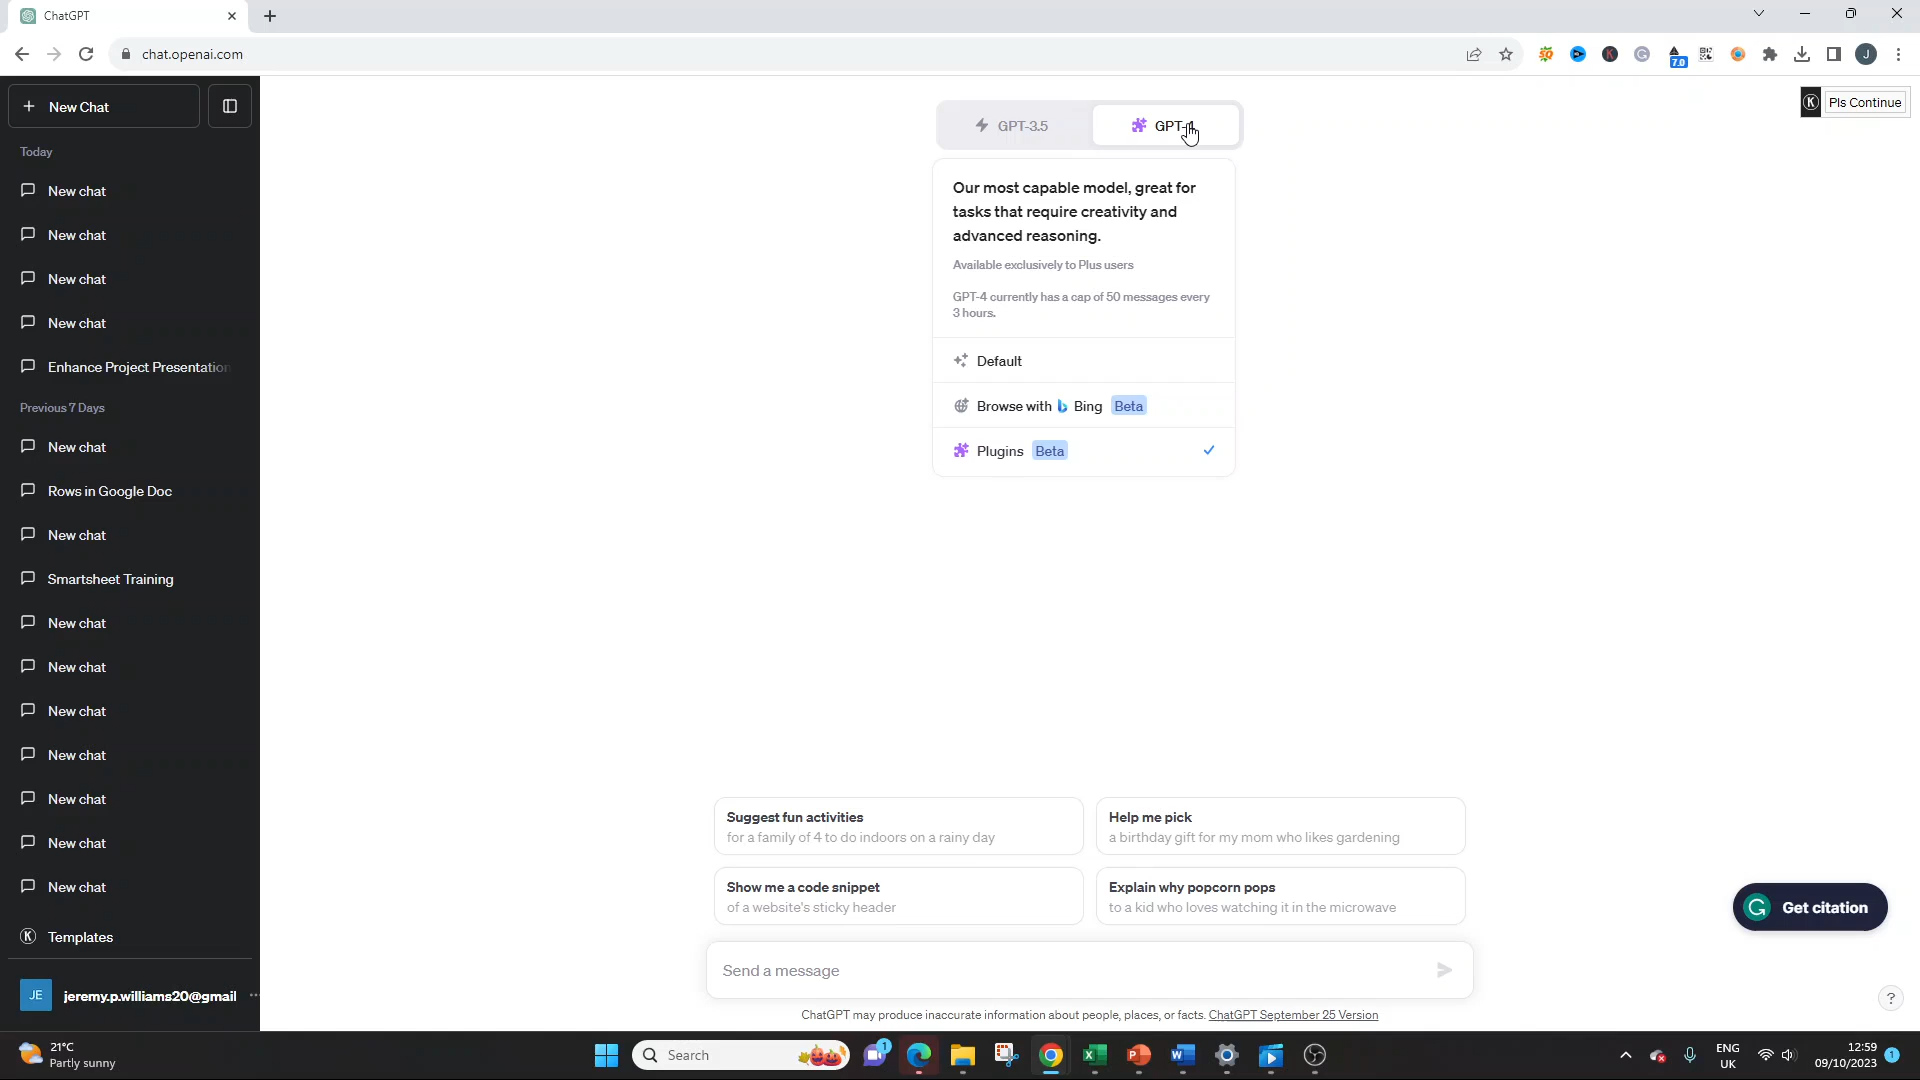 ChatGPT
chat.openai.com
7.0
J
New Chat
Today
New chat
New chat
New chat
New chat
Enhance Project Presentation
Previous 7 Days
New chat
Rows in Google Doc
New chat
Smartsheet Training
New chat
New chat
New chat
New chat
New chat
New chat
New chat
Templates
JE jeremy.p.williams20@gmail
Pls Continue
GPT-3.5
GPT-4
Our most capable model, great for
tasks that require creativity and
advanced reasoning.
Available exclusively to Plus users
GPT-4 currently has a cap of 50 messages every
3 hours.
Default
Browse with Bing Beta
Plugins Beta
Suggest fun activities
for a family of 4 to do indoors on a rainy day
Help me pick
a birthday gift for my mom who likes gardening
Show me a code snippet
of a website's sticky header
Explain why popcorn pops
to a kid who loves watching it in the microwave
Get citation
Send a message
?
ChatGPT may produce inaccurate information about people, places, or facts. ChatGPT September 25 Version
21°C
Partly sunny
Search
1
ENG
UK
12:59
09/10/2023
1